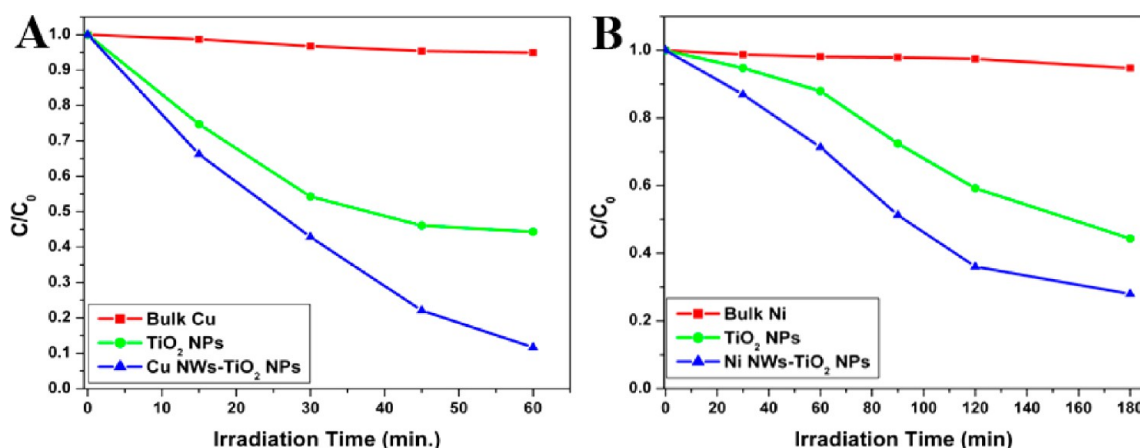 A
1.0
0.9
0.8
0.7
0.6
0.5
0.4
0.3
0.2
0.1
0.0
C/C0
Bulk Cu
TiO2 NPs
Cu NWs-TiO2 NPs
0 10 20 30 40 50 60
Irradiation Time (min.)
B
1.0
0.8
0.6
0.4
0.2
0.0
C/C0
Bulk Ni
TiO2 NPs
Ni NWs-TiO2 NPs
0 20 40 60 80 100 120 140 160 180
Irradiation Time (min.)